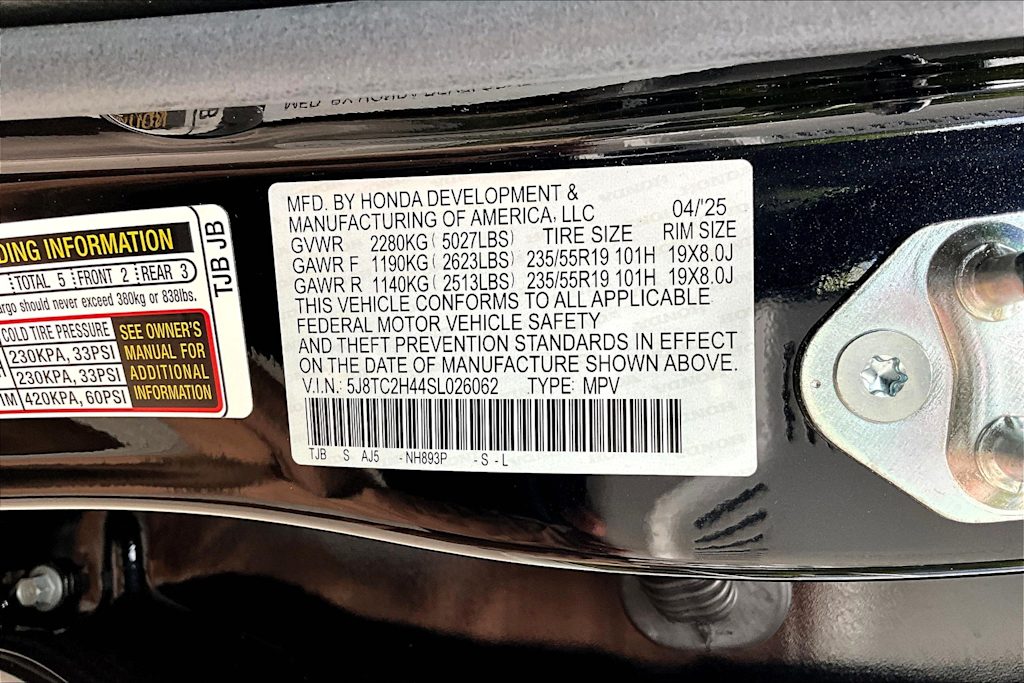 MFD. BY HONDA DEVELOPMENT &
MANUFACTURING OF AMERICA, LLC 04/'25
GVWR 2280KG ( 5027LBS) TIRE SIZE RIM SIZE
GAWR F 1190KG ( 2623LBS) 235/55R19 101H 19X8.0J
GAWR R 1140KG ( 2513LBS) 235/55R19 101H 19X8.0J
THIS VEHICLE CONFORMS TO ALL APPLICABLE
FEDERAL MOTOR VEHICLE SAFETY
AND THEFT PREVENTION STANDARDS IN EFFECT
ON THE DATE OF MANUFACTURE SHOWN ABOVE.
V.I.N.: 5J8TC2H44SL026062 TYPE: MPV
TJB S AJ5 -NH893P -S-L
INFORMATION
TOTAL 5 FRONT 2 REAR 3
should never exceed 380kg or 838lbs.
COLD TIRE PRESSURE
230KPA, 33PSI
230KPA, 33PSI
420KPA, 60PSI
SEE OWNER'S
MANUAL FOR
ADDITIONAL
INFORMATION
TJB JB